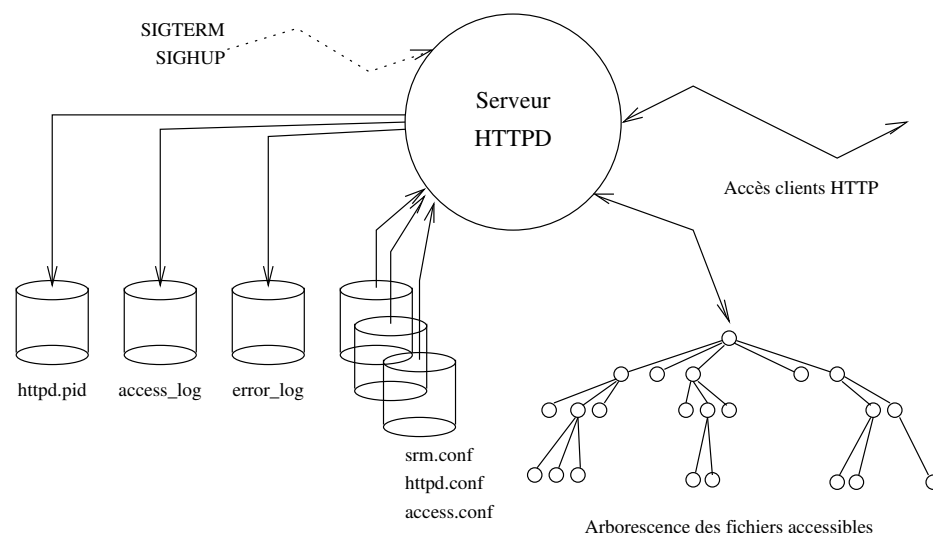 SIGTERM
SIGHUP
Serveur
HTTPD
Accès clients HTTP
httpd.pid
access_log
error_log
srm.conf
httpd.conf
access.conf
Arborescence des fichiers accessibles